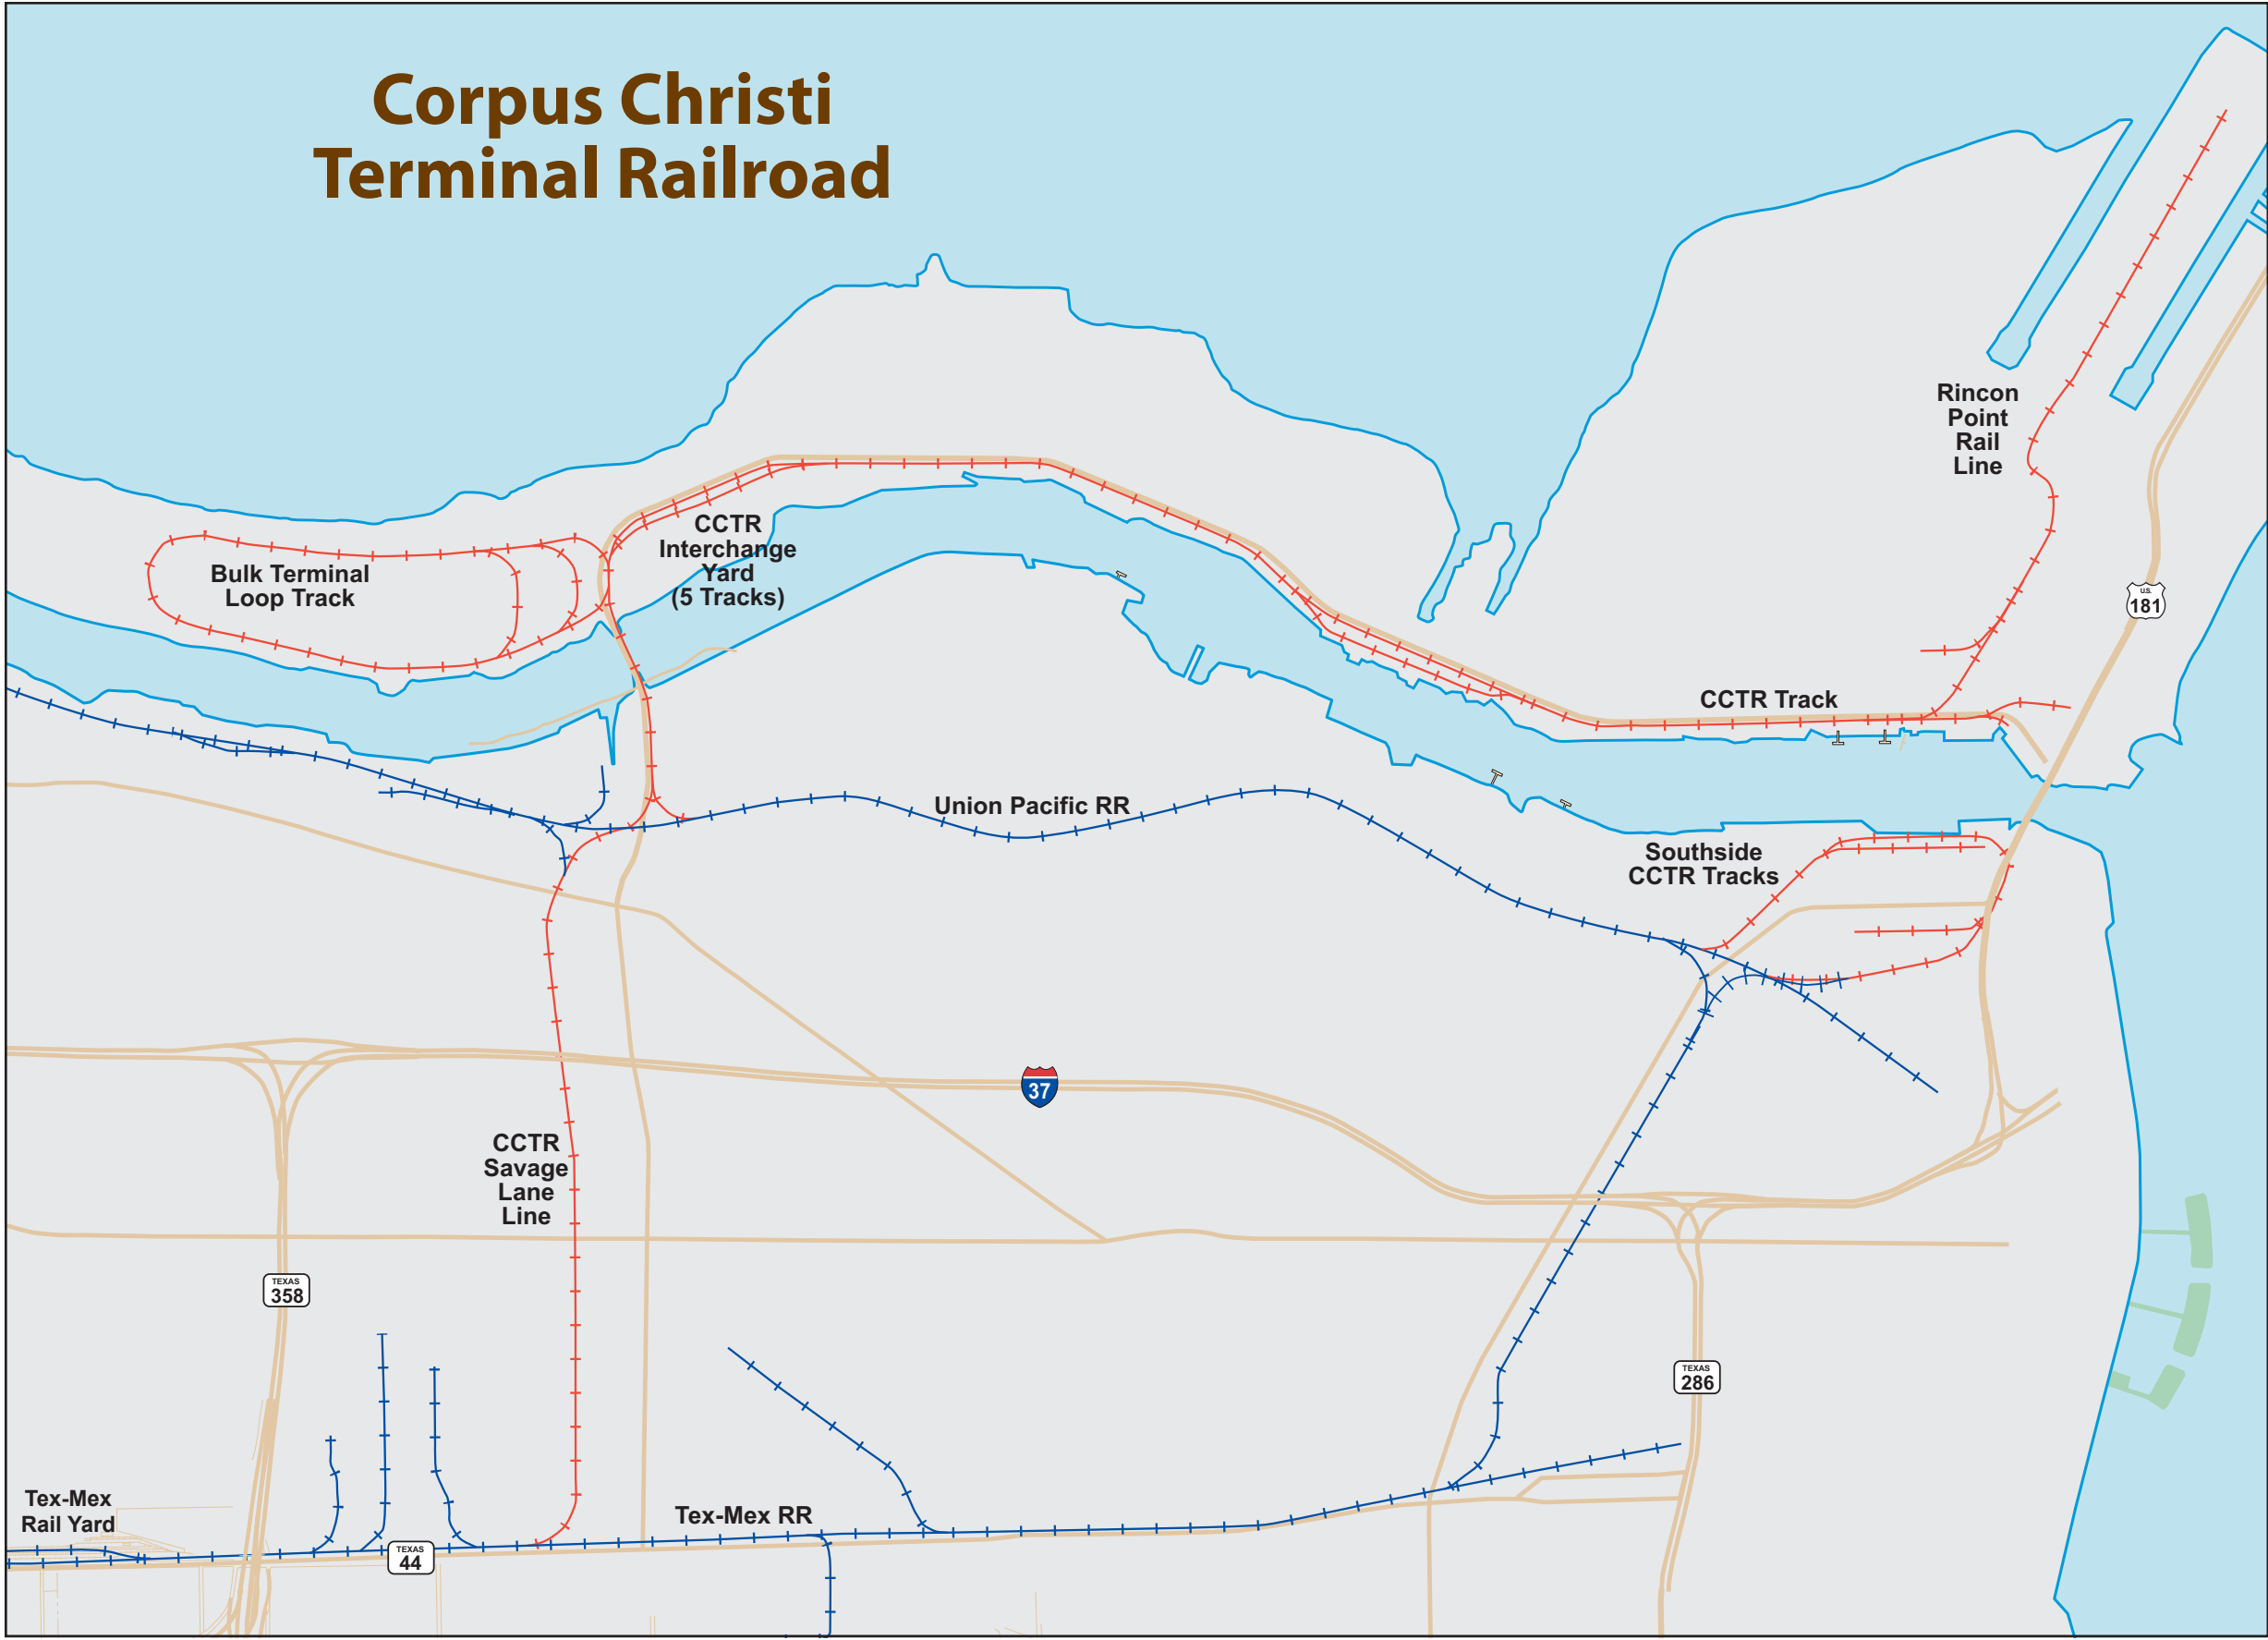 Corpus Christi
Terminal Railroad
Rincon
Point
Rail
Line
CCTR
Interchange
Yard
(5 Tracks)
Bulk Terminal
Loop Track
U.S.
181
CCTR Track
Union Pacific RR
Southside
CCTR Tracks
37
CCTR
Savage
Lane
Line
TEXAS
358
TEXAS
286
Tex-Mex
Rail Yard
Tex-Mex RR
TEXAS
44